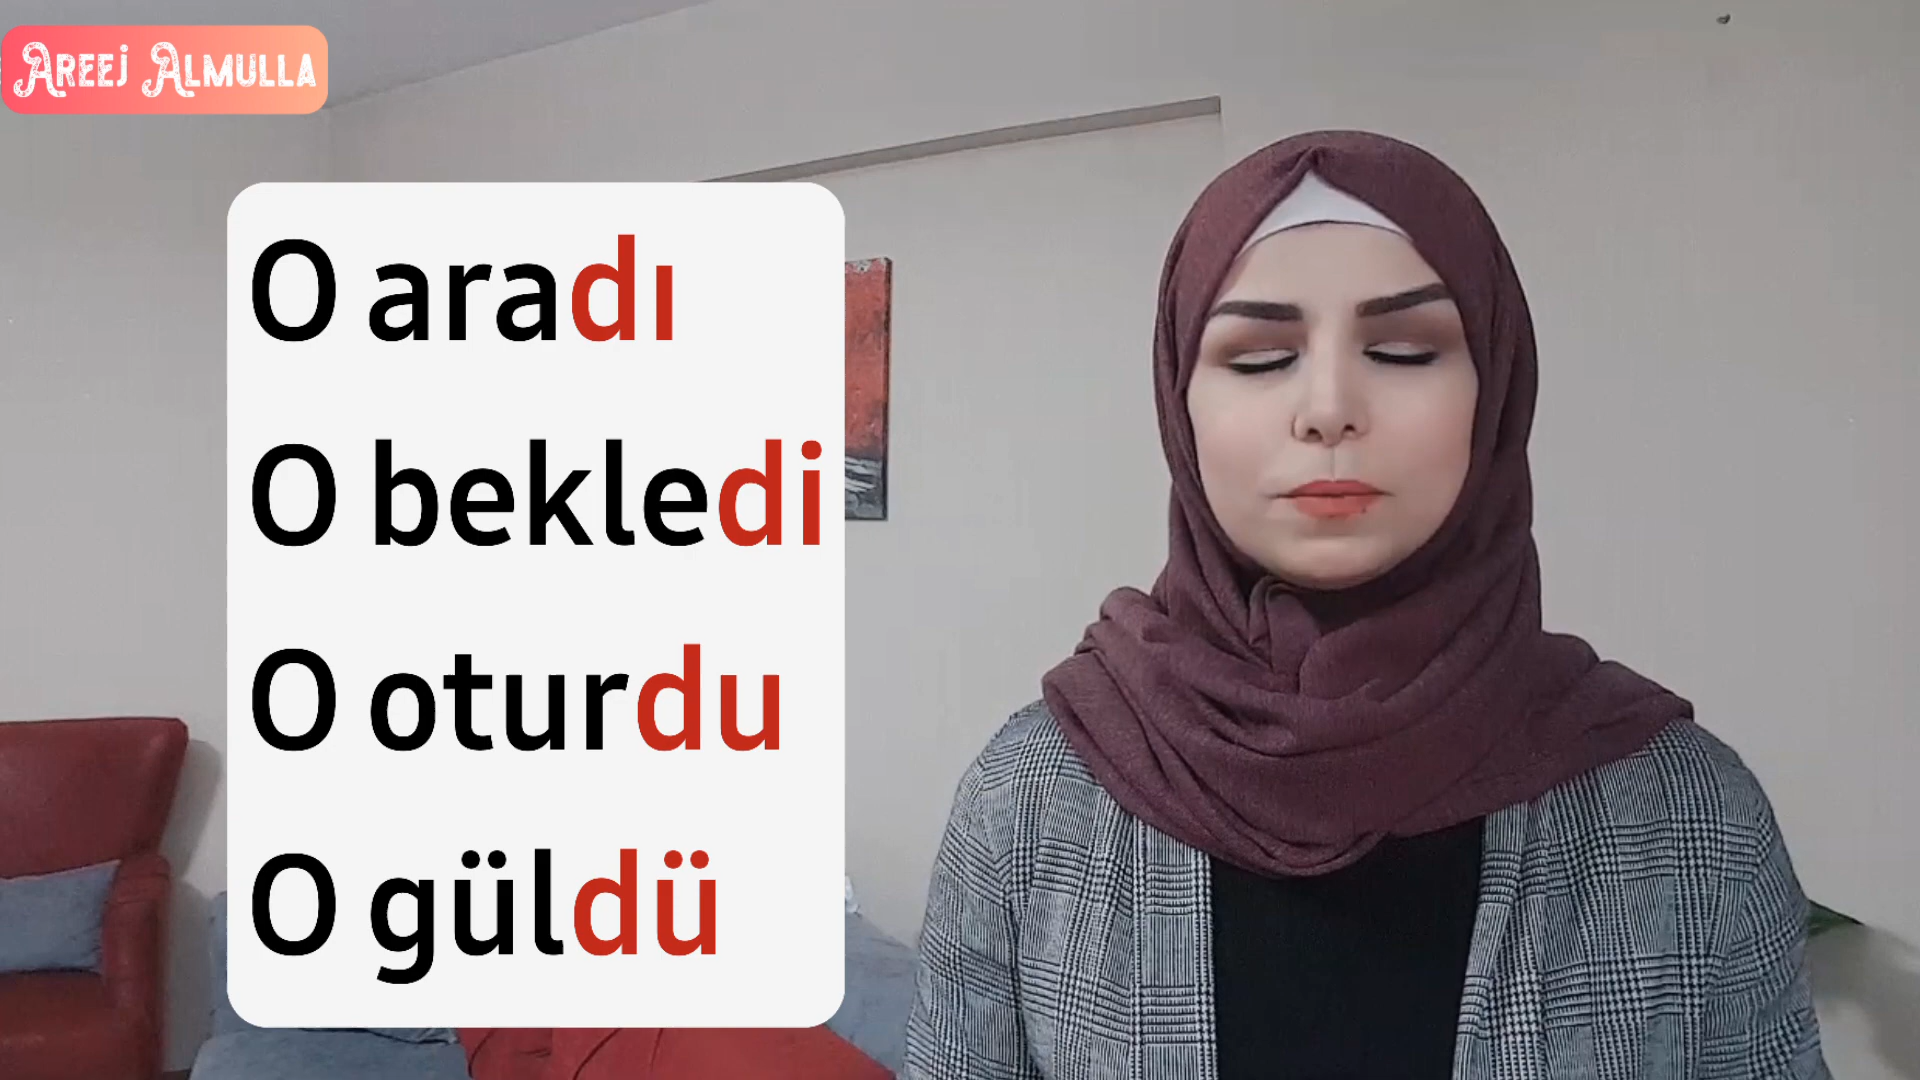 Areej Almulla
O aradı
O bekledi
O oturdu
O güldü